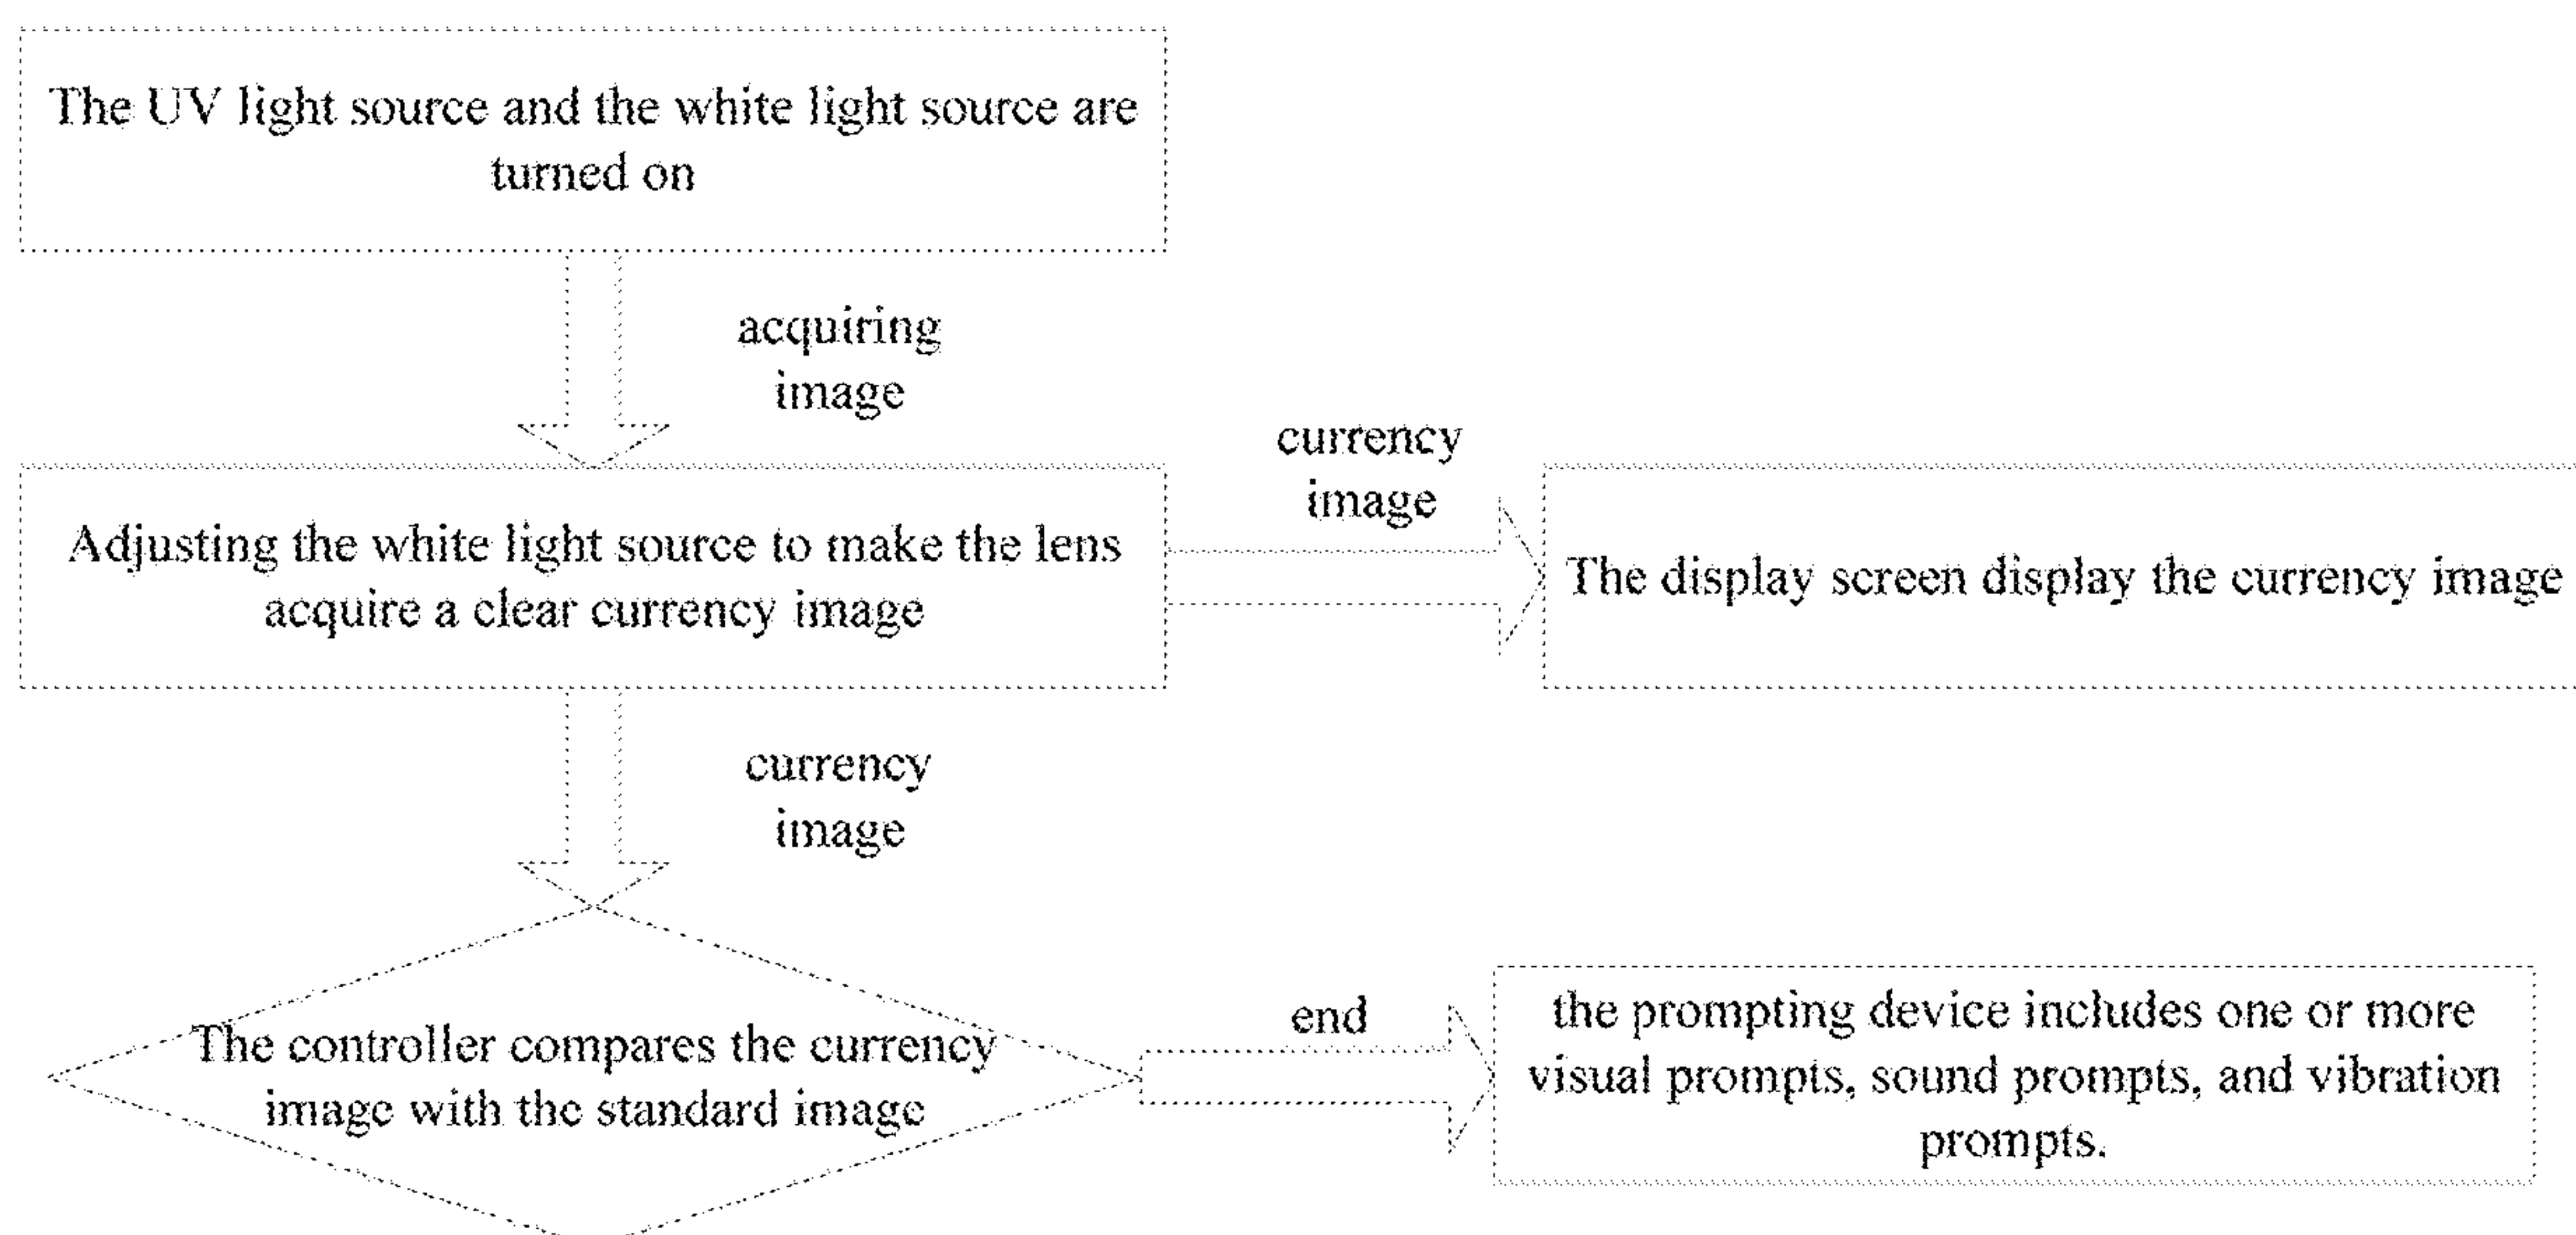 The UV light source and the white light source are
turned on
acquiring
image
Adjusting the white light source to make the lens
acquire a clear currency image
currency
image
The display screen display the currency image
currency
image
The controller compares the currency
image with the standard image
end
the prompting device includes one or more
visual prompts, sound prompts, and vibration
prompts.